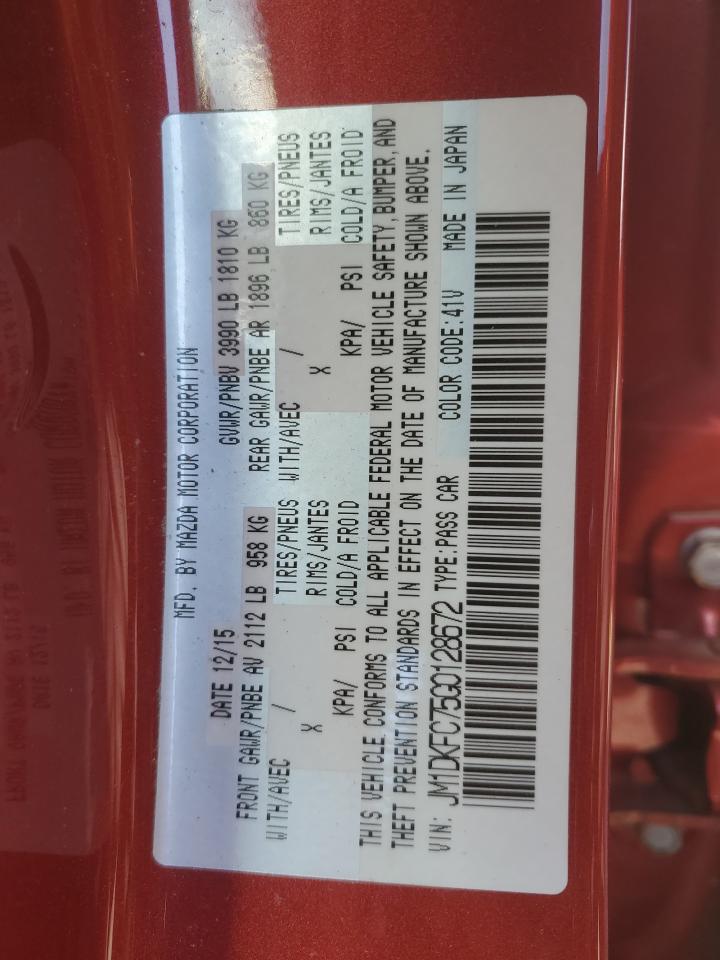 MFD. BY MAZDA MOTOR CORPORATION
DATE 12/15 GVWR/PNBV 3990 LB 1810 KG
FRONT GAWR/PNBE AV 2112 LB 958 KG REAR GAWR/PNBE AR 1896 LB 860 KG
WITH/AVEC / TIRES/PNEUS WITH/AVEC / TIRES/PNEUS
X RIMS/JANTES X RIMS/JANTES
KPA/ PSI COLD/A FROID KPA/ PSI COLD/A FROID
THIS VEHICLE CONFORMS TO ALL APPLICABLE FEDERAL MOTOR VEHICLE SAFETY, BUMPER, AND
THEFT PREVENTION STANDARDS IN EFFECT ON THE DATE OF MANUFACTURE SHOWN ABOVE.
VIN: JM1DKFC75G0128672 TYPE:PASS CAR COLOR CODE:41V MADE IN JAPAN